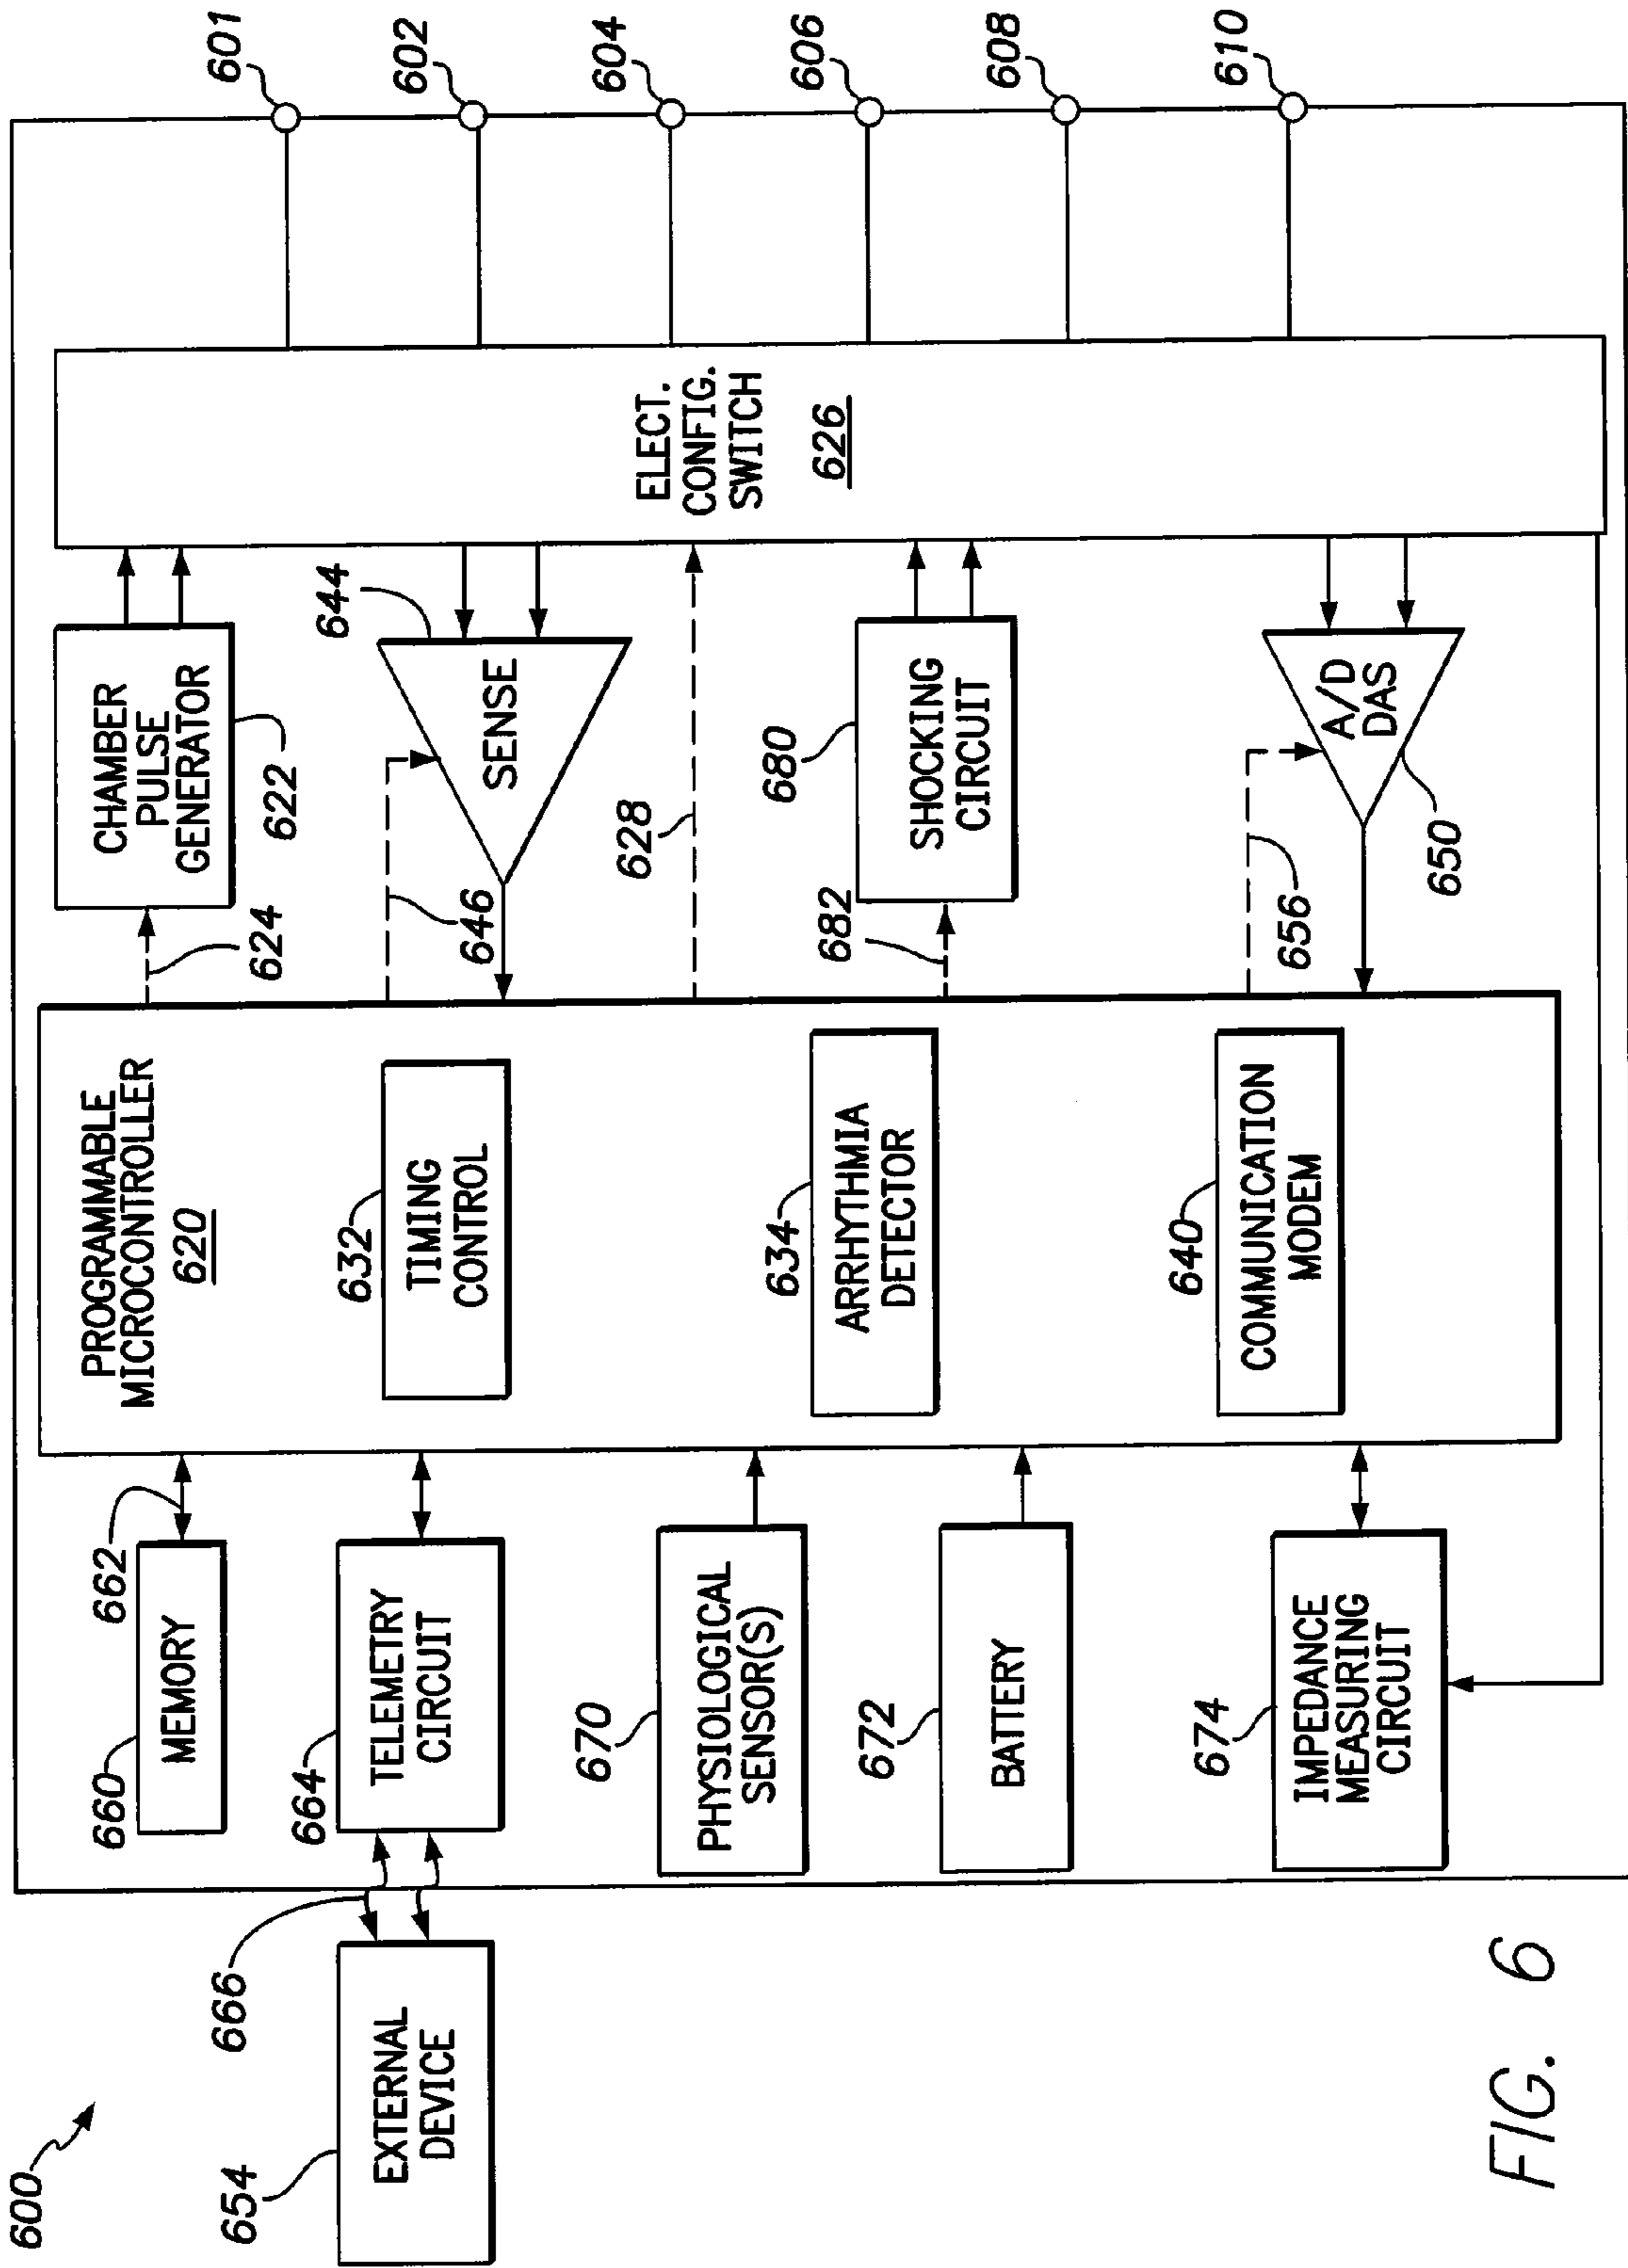 600
654
EXTERNAL
DEVICE
666
660
MEMORY
662
664
TELEMETRY
CIRCUIT
670
PHYSIOLOGICAL
SENSOR(S)
672
BATTERY
674
IMPEDANCE
MEASURING
CIRCUIT
PROGRAMMABLE
MICROCONTROLLER
620
632
TIMING
CONTROL
634
ARRHYTHMIA
DETECTOR
640
COMMUNICATION
MODEM
624
CHAMBER
PULSE
GENERATOR
622
646
644
SENSE
628
682
680
SHOCKING
CIRCUIT
656
A/D
DAS
650
ELECT.
CONFIG.
SWITCH
626
601
602
604
606
608
610
FIG. 6